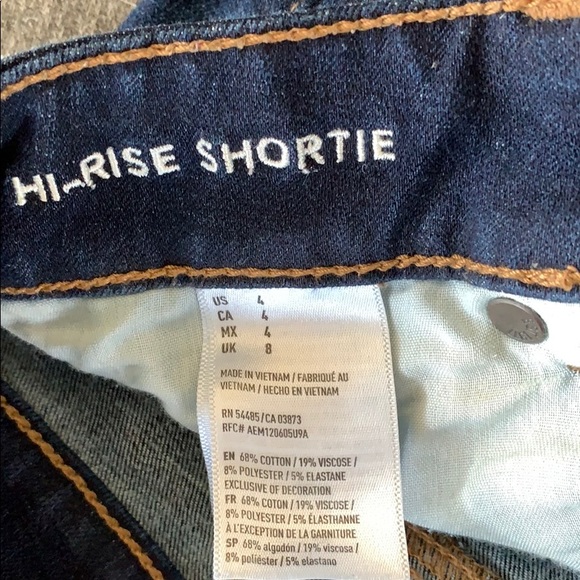 HI-RISE SHORTIE
US 4
CA 4
MX 4
UK 8
MADE IN VIETNAM / FABRIQUÉ AU
VIETNAM / HECHO EN VIETNAM
RN 54485 / CA 03873
RFC# AEM120605U9A
EN 68% COTTON / 19% VISCOSE /
8% POLYESTER / 5% ELASTANE
EXCLUSIVE OF DECORATION
FR 68% COTON / 19% VISCOSE /
8% POLYESTER / 5% ÉLASTHANNE
À L'EXCEPTION DE LA GARNITURE
SP 68% algodón / 19% viscosa /
8% poliéster / 5% elastano